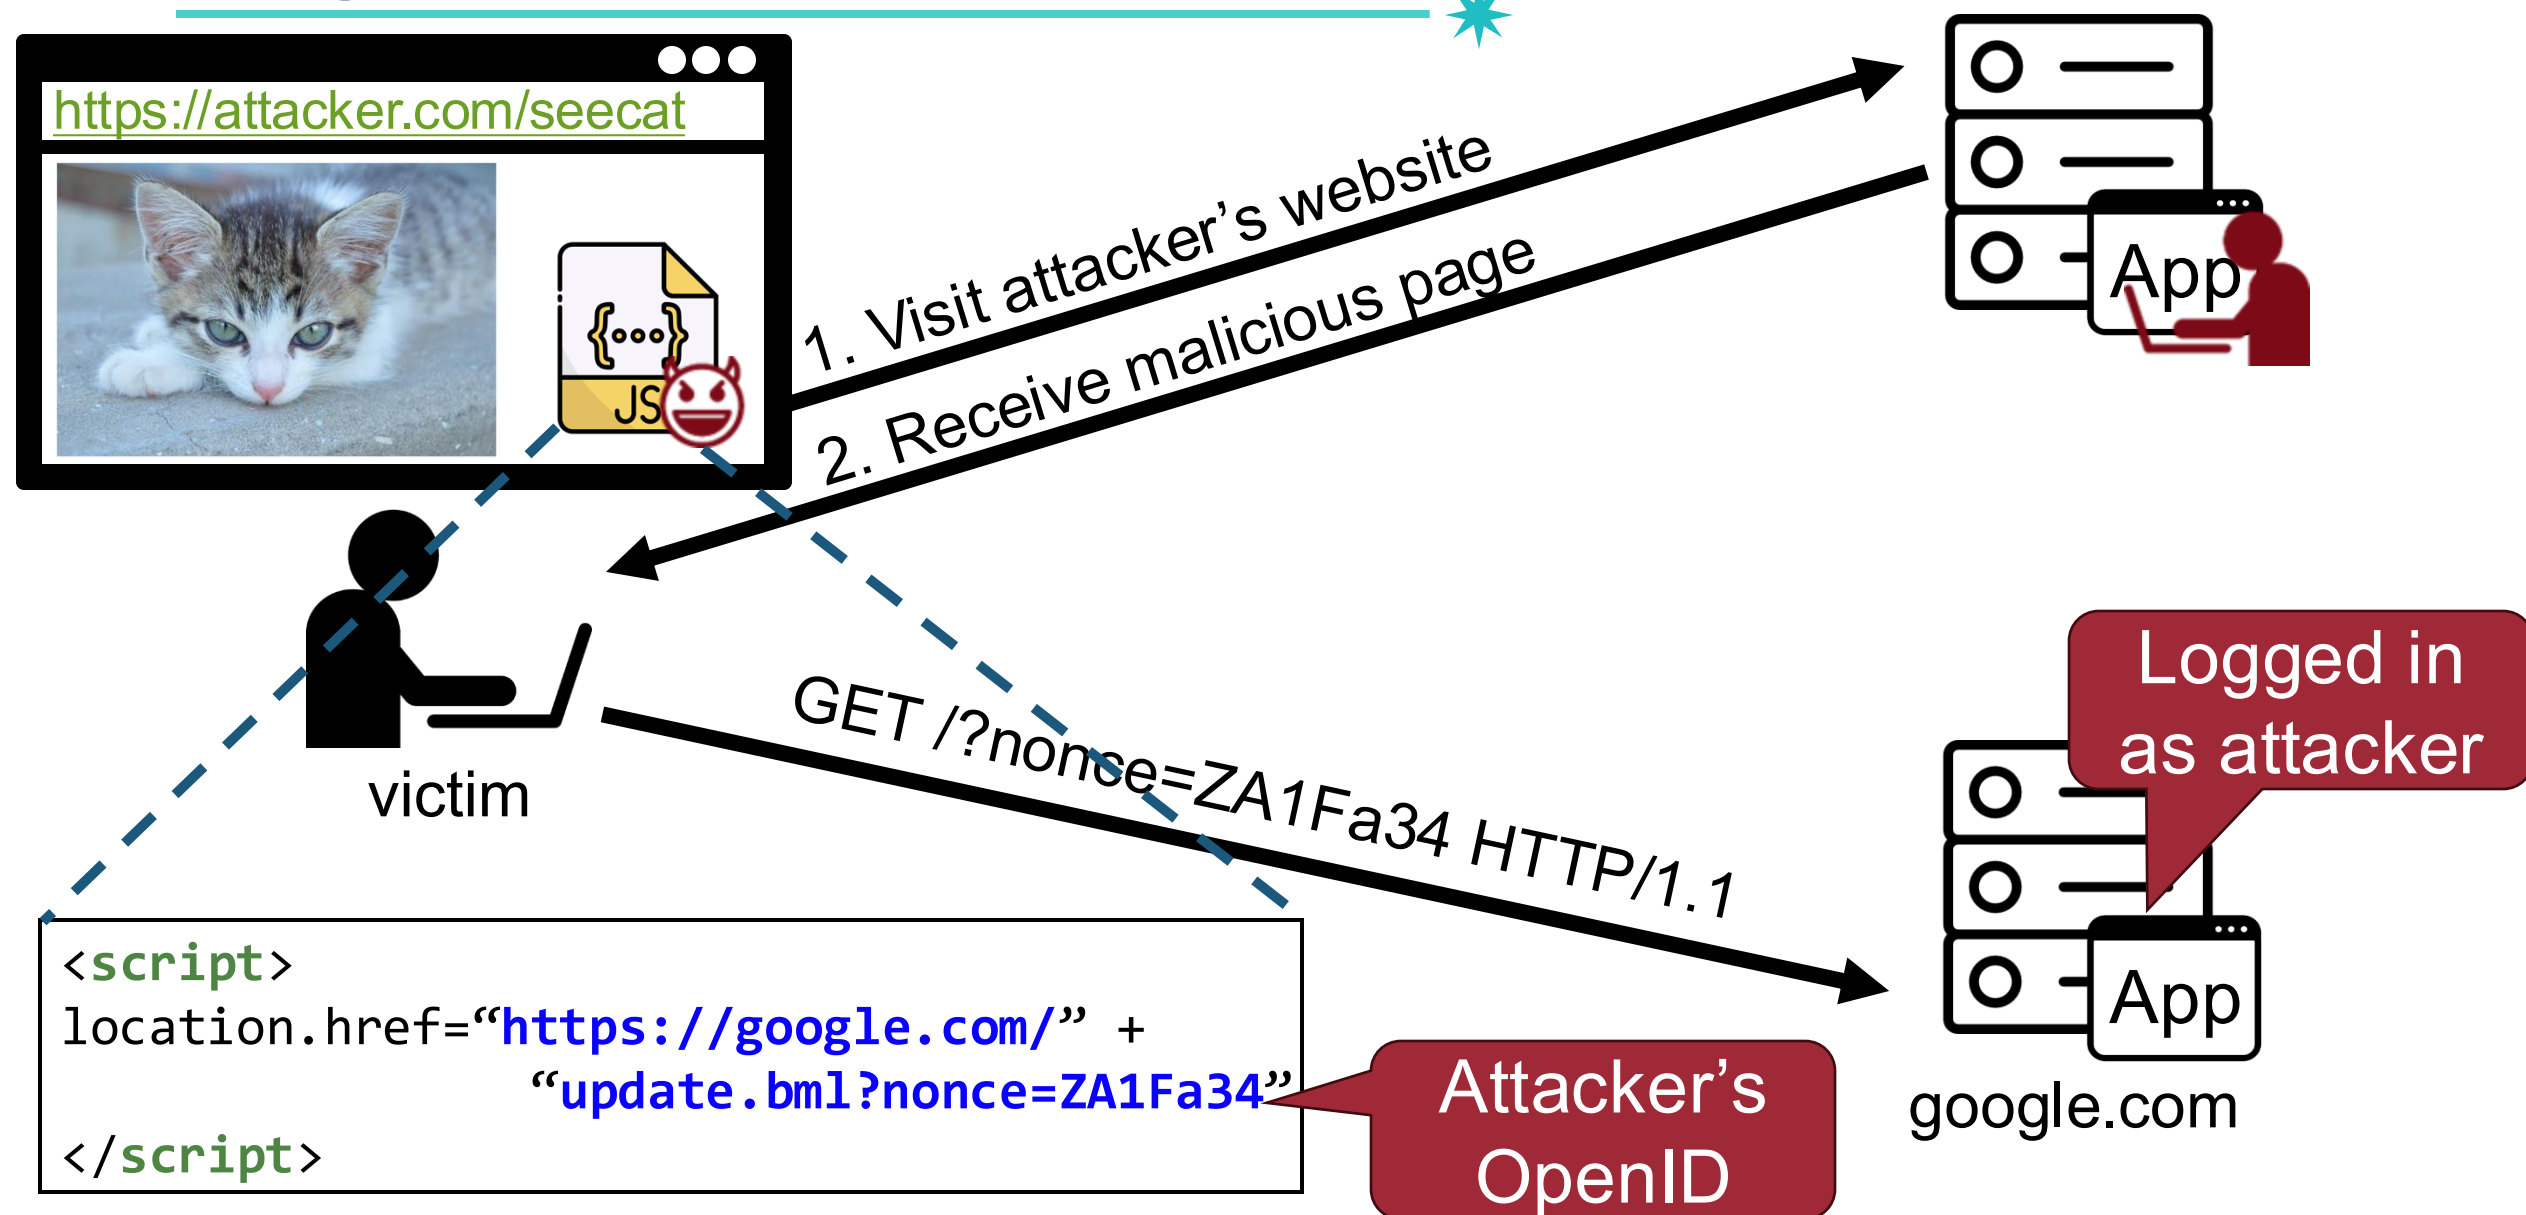 https://attacker.com/seecat
{...}
JS
1. Visit attacker’s website
2. Receive malicious page
App
victim
GET /?nonce=ZA1Fa34 HTTP/1.1
Logged in
as attacker
App
google.com
<script>
location.href=“https://google.com/” +
“update.bml?nonce=ZA1Fa34”
</script>
Attacker’s
OpenID